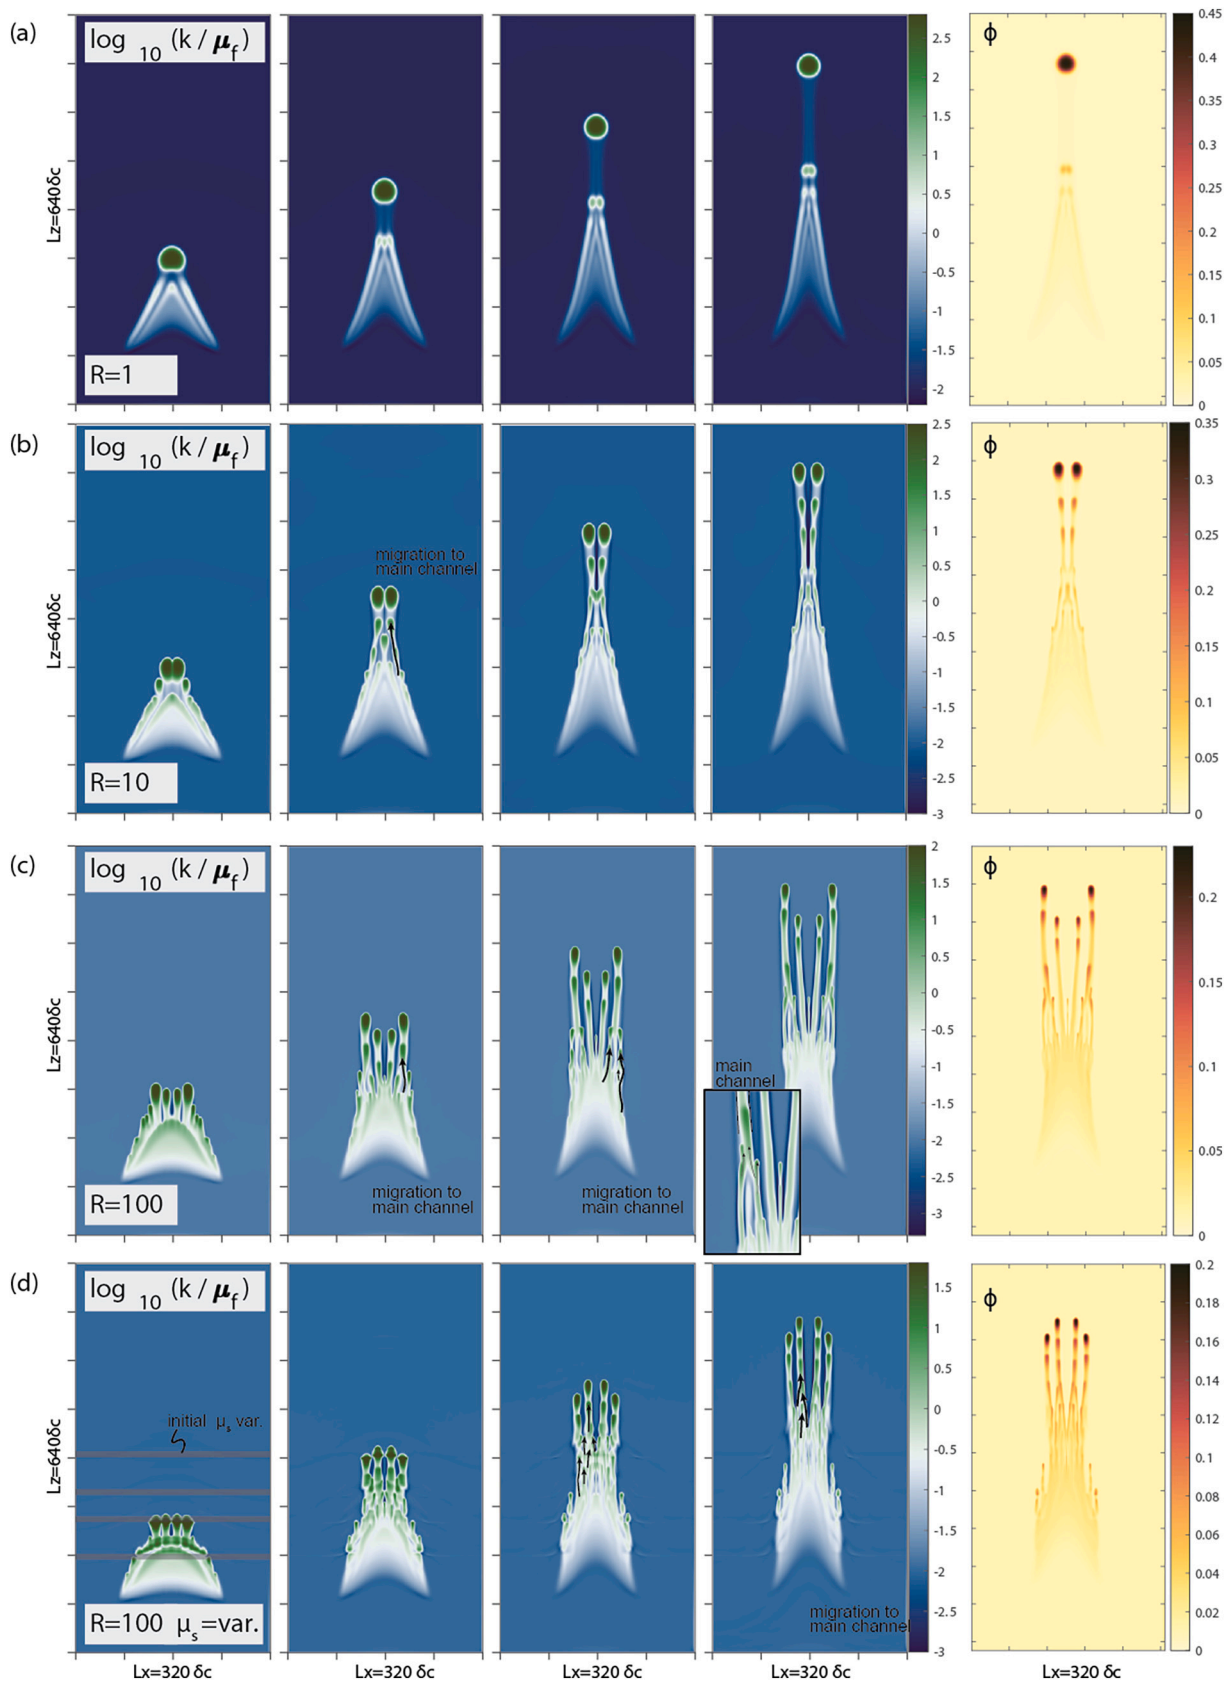 (a)
log 10 (k / μf)
ϕ
2.5
2
1.5
1
0.5
0
-0.5
-1
-1.5
-2
0.45
0.4
0.35
0.3
0.25
0.2
0.15
0.1
0.05
0
Lz=640δc
R=1
(b)
log 10 (k / μf)
ϕ
migration to
main channel
2.5
2
1.5
1
0.5
0
-0.5
-1
-1.5
-2
-2.5
-3
0.35
0.3
0.25
0.2
0.15
0.1
0.05
0
Lz=640δc
R=10
(c)
log 10 (k / μf)
ϕ
2
1.5
1
0.5
0
-0.5
-1
-1.5
-2
-2.5
-3
0.2
0.15
0.1
0.05
0
Lz=640δc
main
channel
migration to
main channel
migration to
main channel
R=100
(d)
log 10 (k / μf)
ϕ
1.5
1
0.5
0
-0.5
-1
-1.5
-2
-2.5
-3
0.2
0.18
0.16
0.14
0.12
0.1
0.08
0.06
0.04
0.02
0
initial μs var.
Lz=640δc
migration to
main channel
R=100 μs=var.
Lx=320 δc
Lx=320 δc
Lx=320 δc
Lx=320 δc
Lx=320 δc